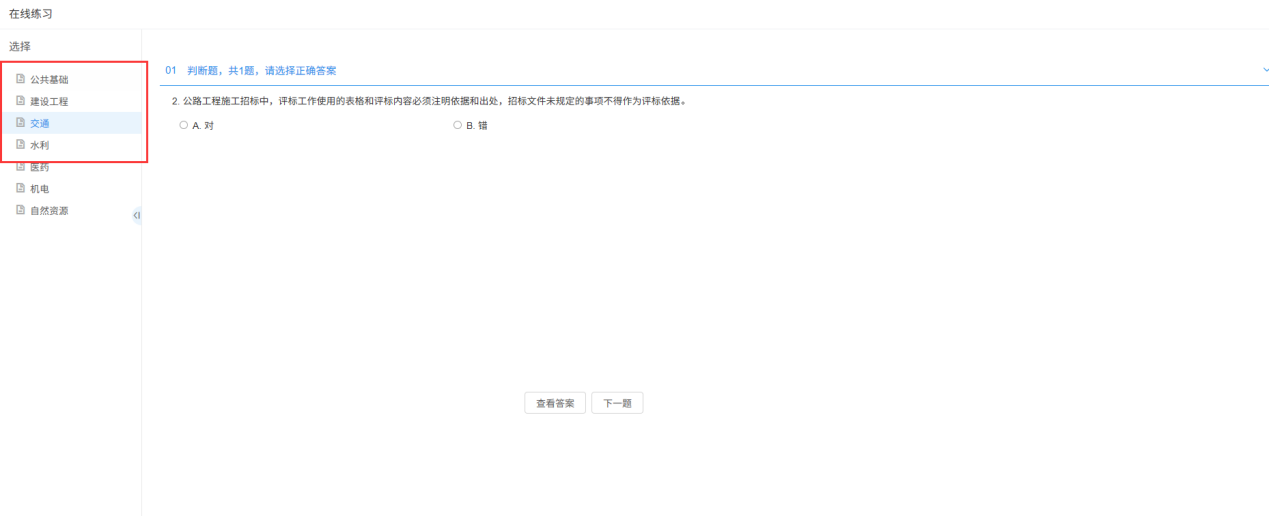 在线练习
选择
公共基础
建设工程
交通
水利
医药
机电
自然资源
01 判断题，共1题，请选择正确答案
2. 公路工程施工招标中，评标工作使用的表格和评标内容必须注明依据和出处，招标文件未规定的事项不得作为评标依据。
A. 对 B. 错
查看答案 下一题